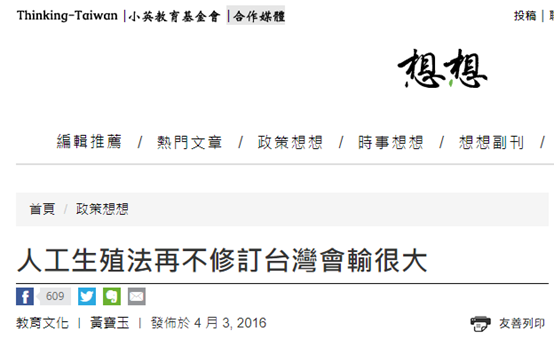 Thinking-Taiwan | 小英教育基金會 | 合作媒體
投稿 |
想想
編輯推薦 / 熱門文章 / 政策想想 / 時事想想 / 想想副刊 /
首頁 / 政策想想
人工生殖法再不修訂台灣會輸很大
609
教育文化 | 黃寶玉 | 發佈於 4 月 3, 2016
友善列印